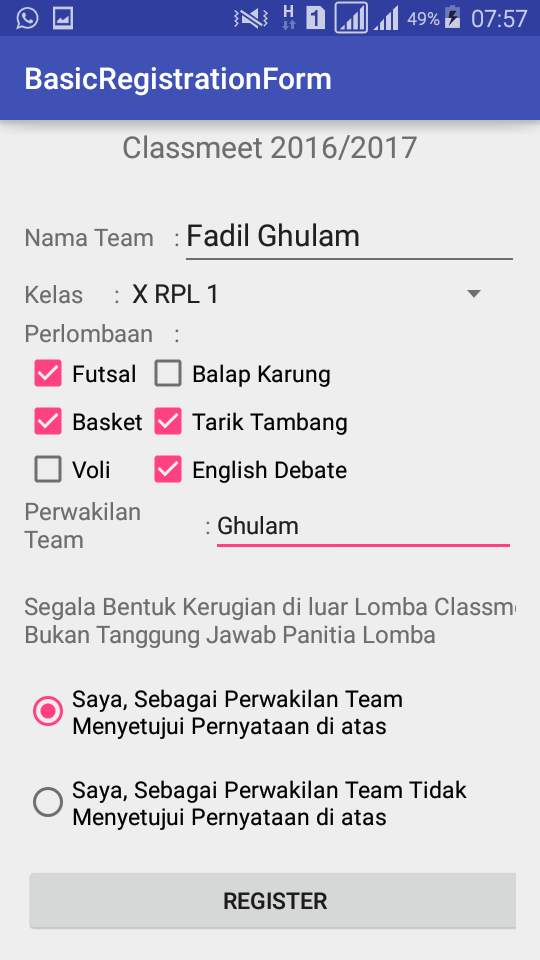 H 1 49% 07:57
BasicRegistrationForm
Classmeet 2016/2017
Nama Team : Fadil Ghulam
Kelas : X RPL 1
Perlombaan :
Futsal Balap Karung
Basket Tarik Tambang
Voli English Debate
Perwakilan
Team : Ghulam
Segala Bentuk Kerugian di luar Lomba Classme
Bukan Tanggung Jawab Panitia Lomba
Saya, Sebagai Perwakilan Team
Menyetujui Pernyataan di atas
Saya, Sebagai Perwakilan Team Tidak
Menyetujui Pernyataan di atas
REGISTER